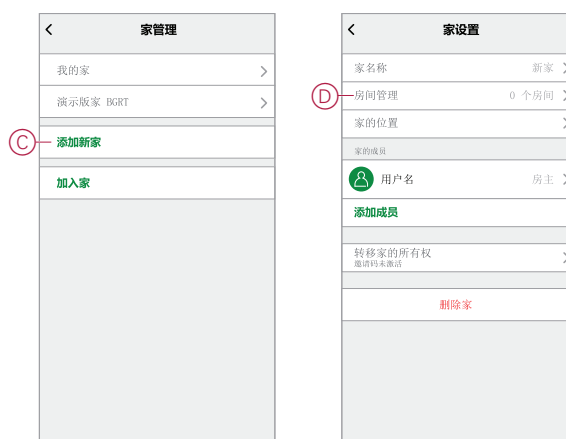 家管理
我的家
演示版家 BGRT
C
添加新家
加入家
家设置
家名称 新家
D
房间管理 0 个房间
家的位置
家的成员
用户名 房主
添加成员
转移家的所有权
邀请码未激活
删除家